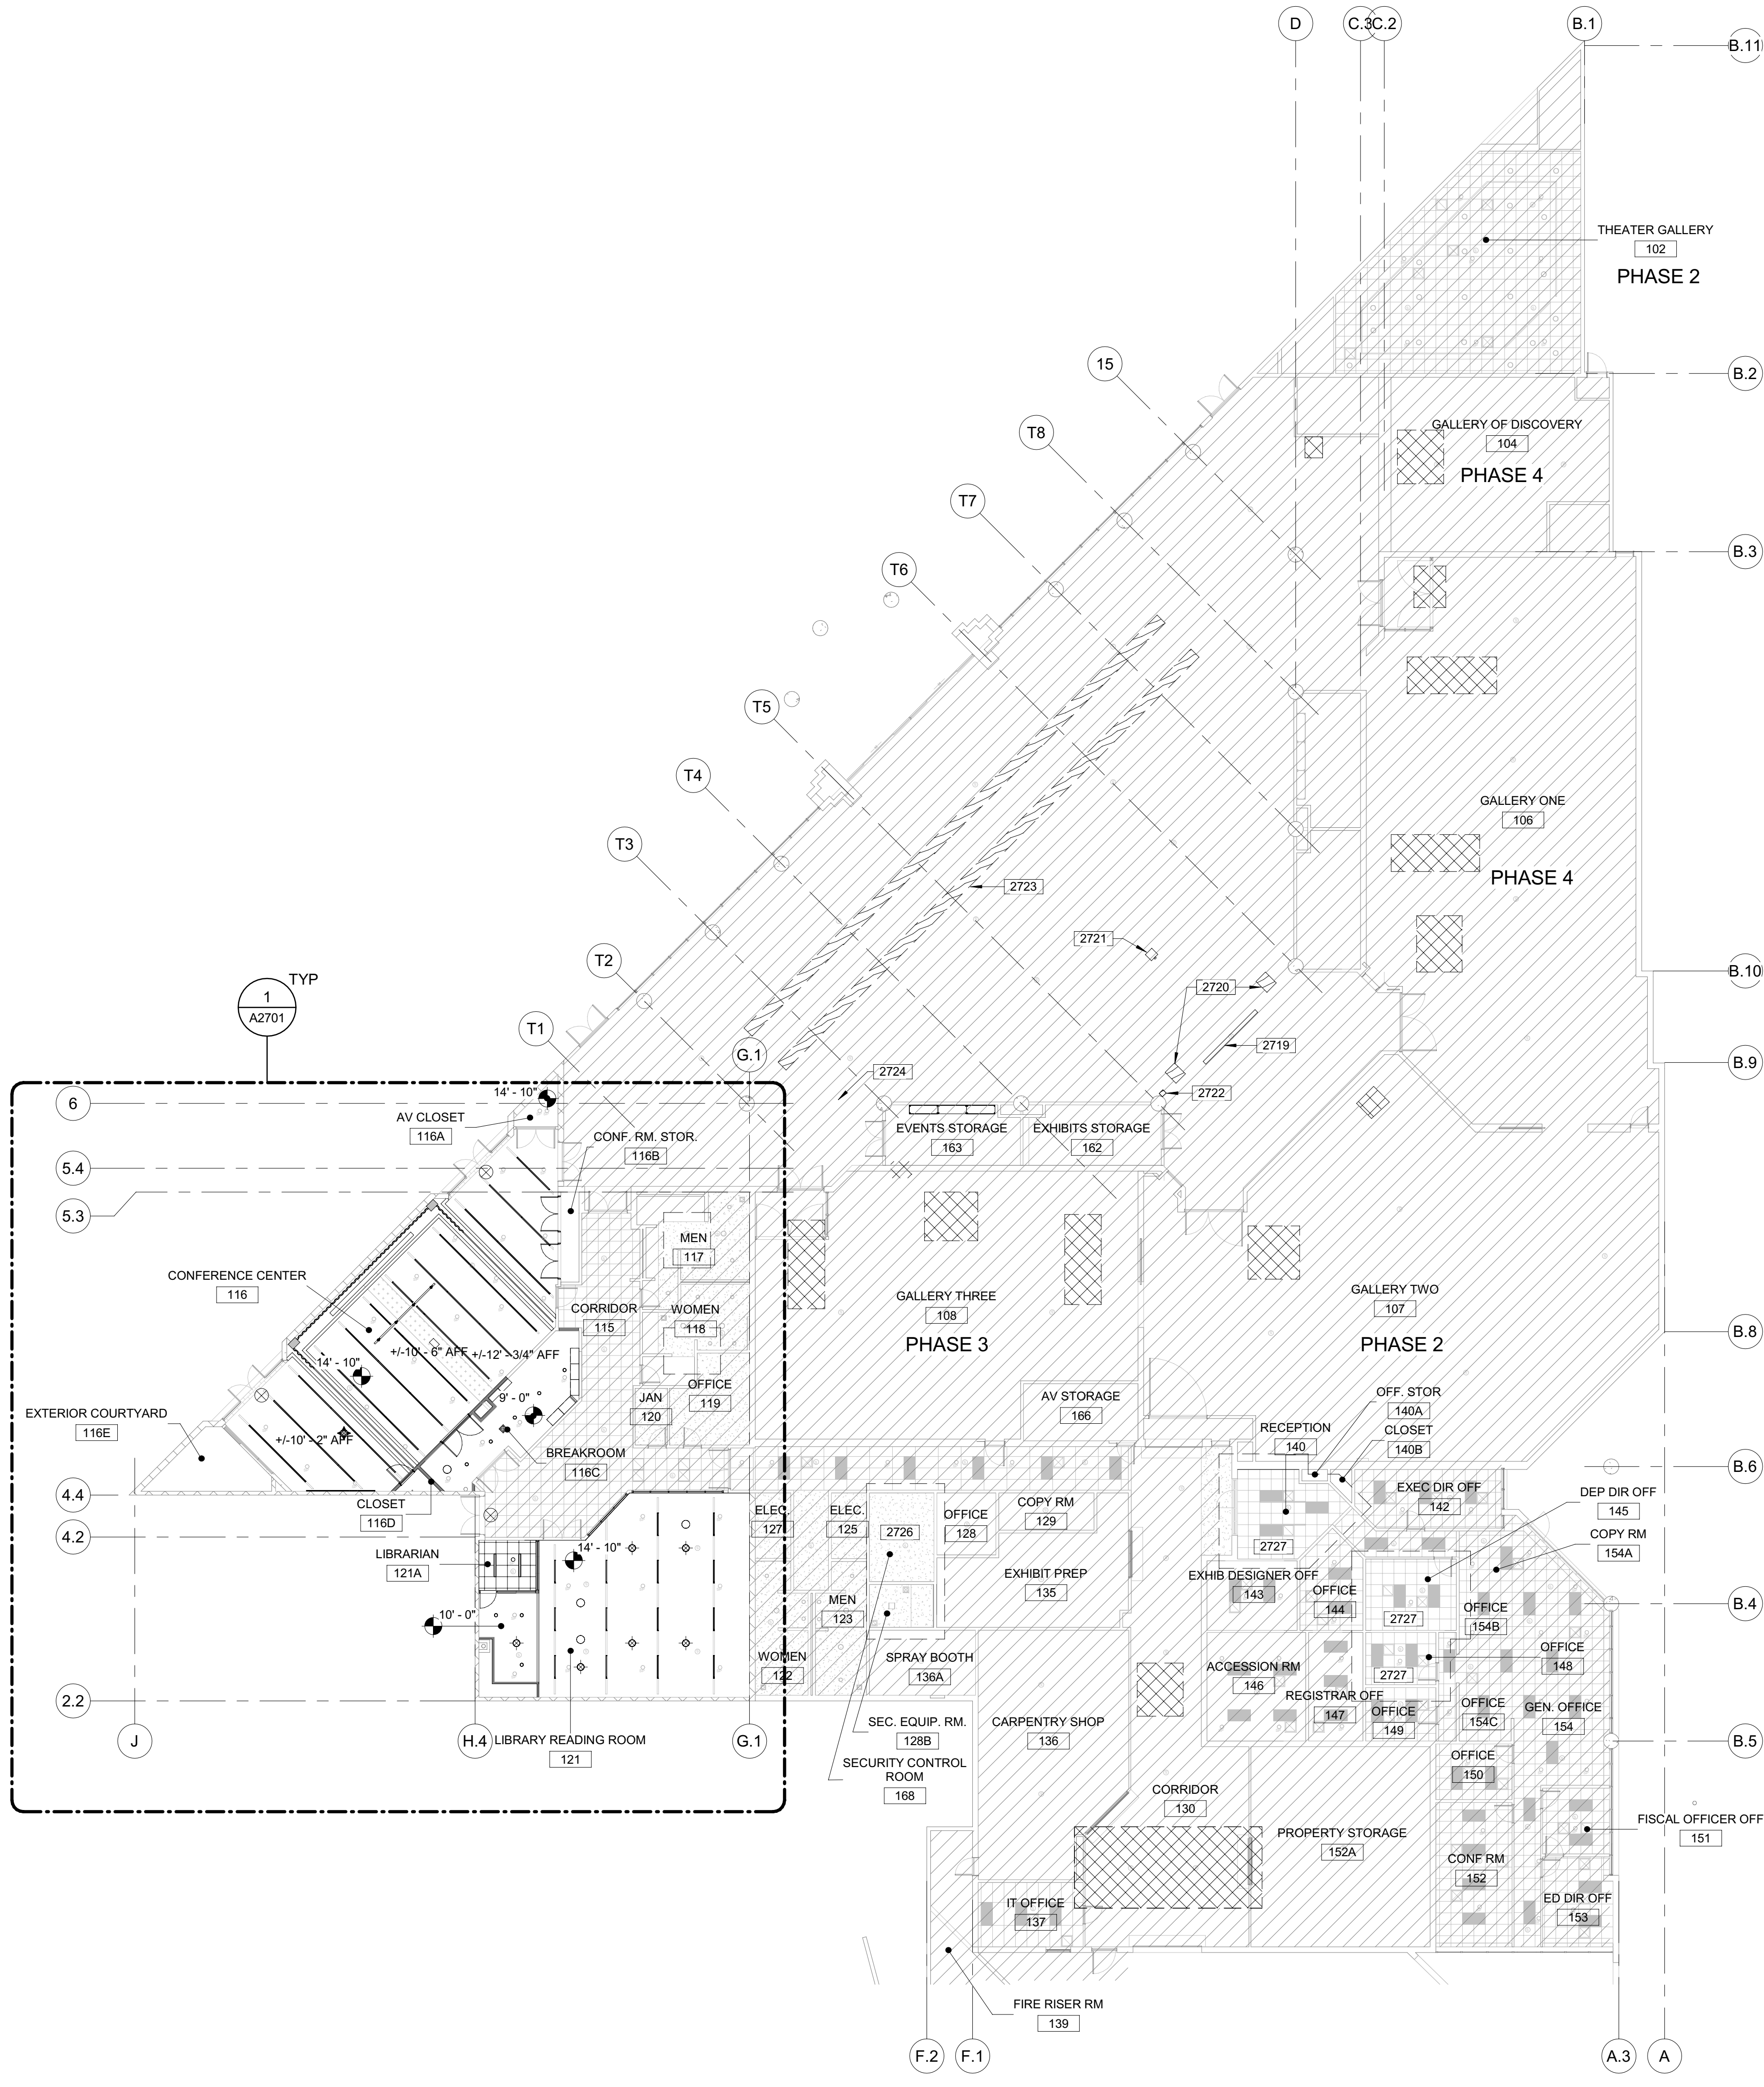 D
C.3
C.2
B.1
B.11
THEATER GALLERY
102
PHASE 2
15
B.2
T8
GALLERY OF DISCOVERY
104
PHASE 4
T7
B.3
T6
T5
T4
GALLERY ONE
106
T3
PHASE 4
2723
2721
T2
B.10
TYP
1
A2701
2720
T1
2719
G.1
B.9
2724
2722
6
14' - 10"
AV CLOSET
116A
CONF. RM. STOR.
116B
EVENTS STORAGE
163
EXHIBITS STORAGE
162
5.4
5.3
MEN
117
CONFERENCE CENTER
116
GALLERY THREE
108
GALLERY TWO
107
CORRIDOR
115
WOMEN
118
PHASE 3
PHASE 2
B.8
+/-10' - 6" AFF
+/-12' - 3/4" AFF
14' - 10"
9' - 0"
JAN
120
OFFICE
119
AV STORAGE
166
OFF. STOR
140A
EXTERIOR COURTYARD
116E
+/-10' - 2" AFF
RECEPTION
140
CLOSET
140B
BREAKROOM
116C
B.6
4.4
CLOSET
116D
EXEC DIR OFF
142
DEP DIR OFF
145
ELEC.
127
ELEC.
125
2726
OFFICE
128
COPY RM
129
COPY RM
154A
4.2
LIBRARIAN
121A
14' - 10"
2727
EXHIBIT PREP
135
EXHIB DESIGNER OFF
143
OFFICE
144
B.4
10' - 0"
MEN
123
2727
OFFICE
154B
WOMEN
122
SPRAY BOOTH
136A
ACCESSION RM
146
2727
OFFICE
148
2.2
REGISTRAR OFF
147
OFFICE
149
OFFICE
154C
GEN. OFFICE
154
J
H.4
LIBRARY READING ROOM
121
G.1
SEC. EQUIP. RM.
128B
CARPENTRY SHOP
136
B.5
SECURITY CONTROL
ROOM
168
OFFICE
150
CORRIDOR
130
PROPERTY STORAGE
152A
FISCAL OFFICER OFF
151
CONF RM
152
IT OFFICE
137
ED DIR OFF
153
FIRE RISER RM
139
F.2
F.1
A.3
A